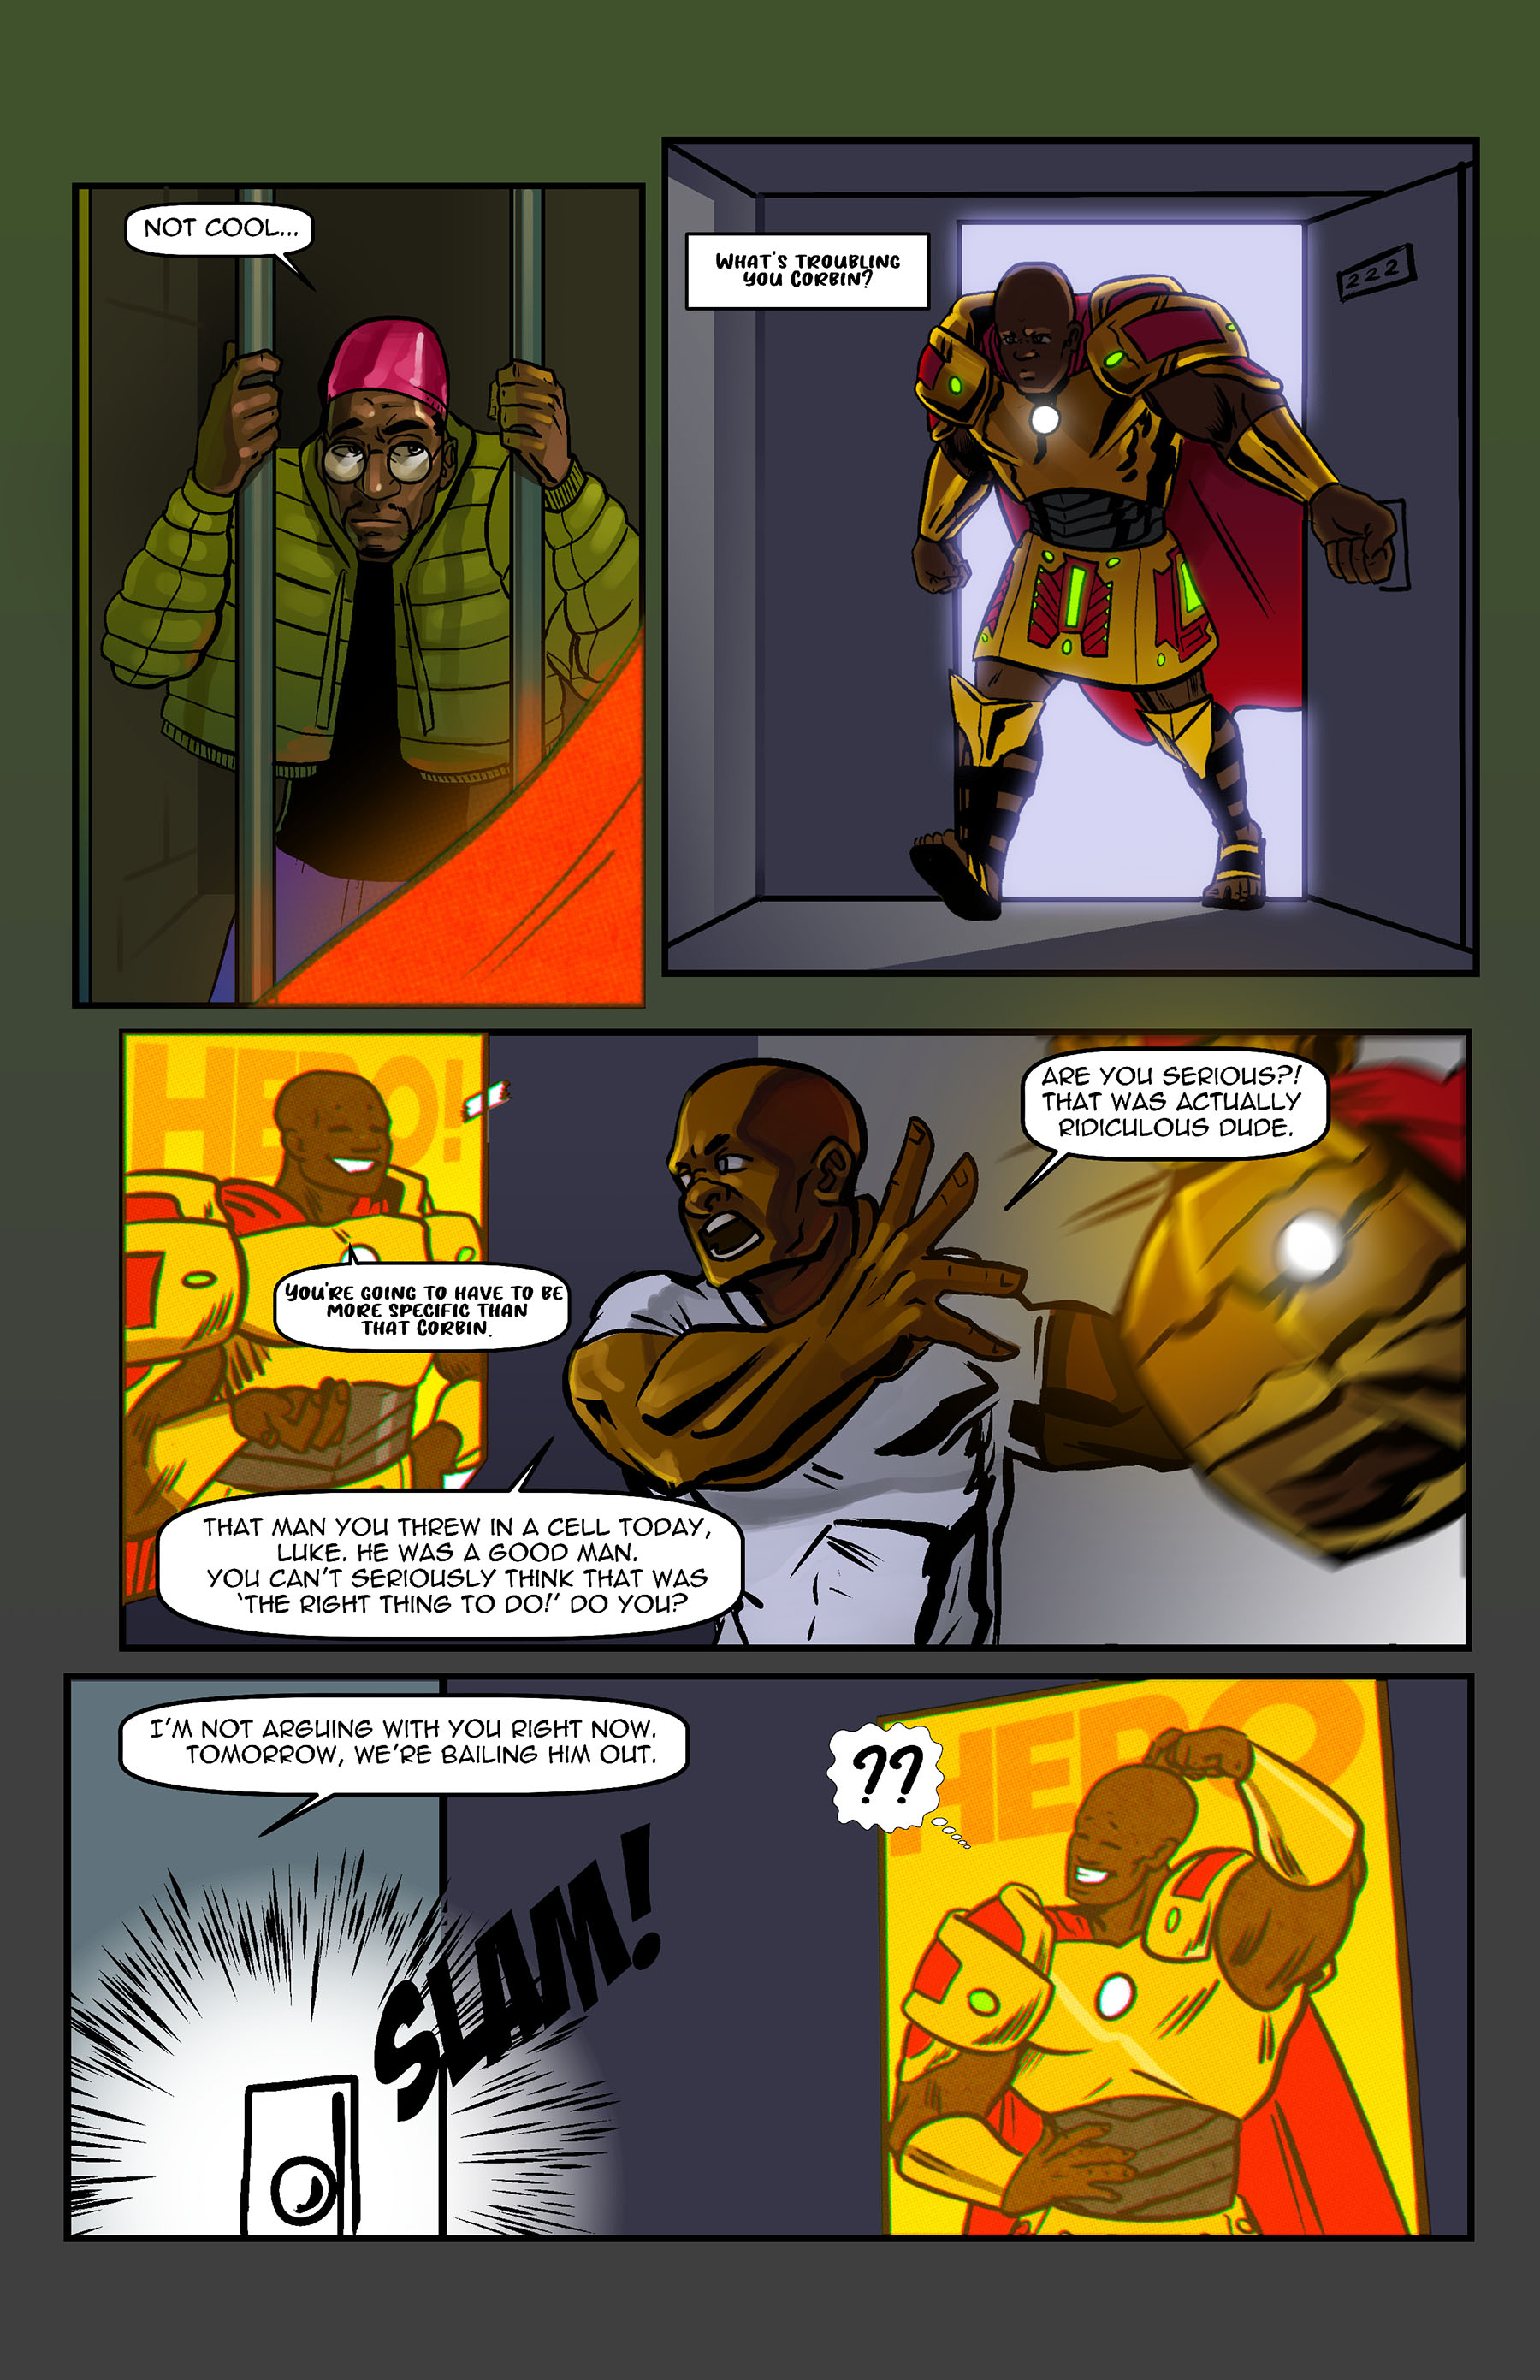 NOT COOL...
WHAT'S TROUBLING
YOU CORBIN?
222
HERO!
ARE YOU SERIOUS?!
THAT WAS ACTUALLY
RIDICULOUS DUDE.
YOU'RE GOING TO HAVE TO BE
MORE SPECIFIC THAN
THAT CORBIN.
THAT MAN YOU THREW IN A CELL TODAY,
LUKE. HE WAS A GOOD MAN.
YOU CAN'T SERIOUSLY THINK THAT WAS
'THE RIGHT THING TO DO!' DO YOU?
I'M NOT ARGUING WITH YOU RIGHT NOW.
TOMORROW, WE'RE BAILING HIM OUT.
??
HERO
SLAM!